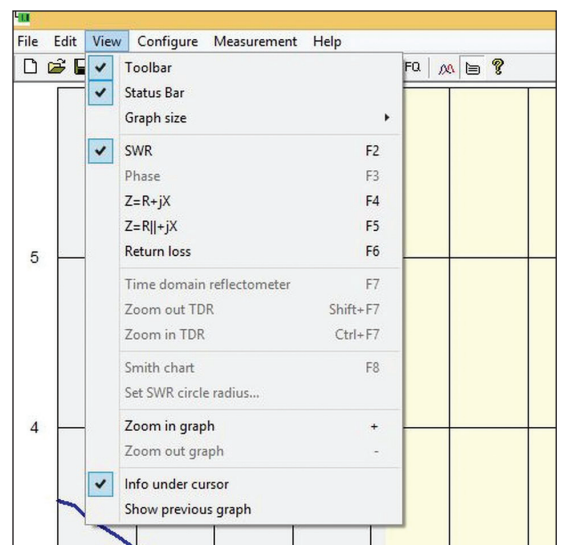 File Edit View Configure Measurement Help
FQ
Toolbar
Status Bar
Graph size
SWR F2
Phase F3
Z=R+jX F4
Z=R||+jX F5
Return loss F6
5
Time domain reflectometer F7
Zoom out TDR Shift+F7
Zoom in TDR Ctrl+F7
Smith chart F8
Set SWR circle radius...
4
Zoom in graph +
Zoom out graph -
Info under cursor
Show previous graph